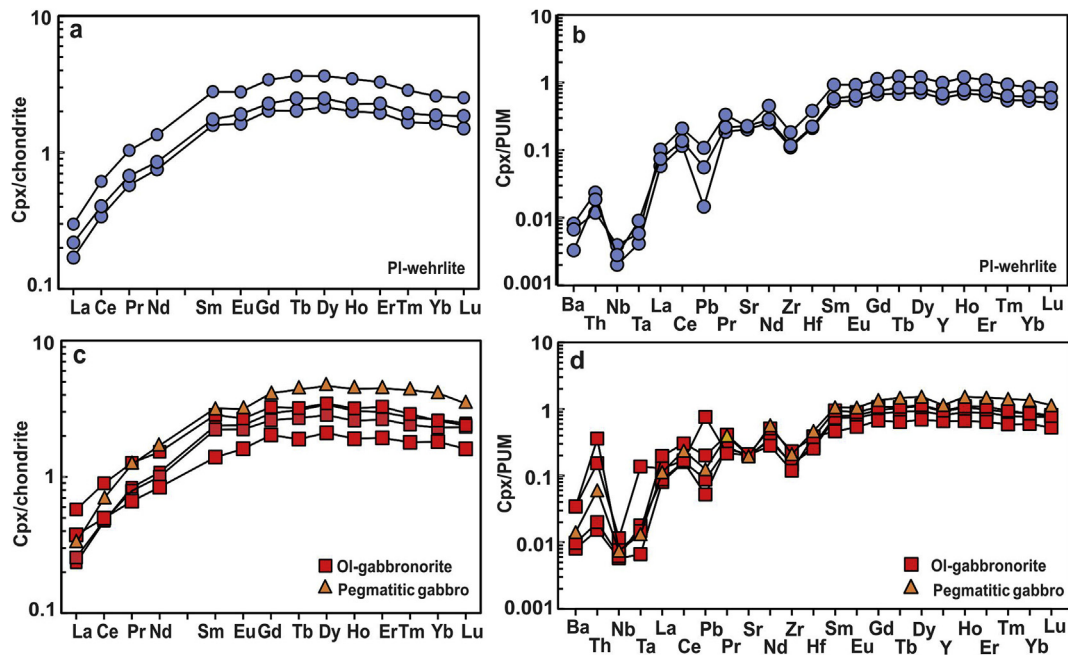 a
10
1
0.1
Cpx/chondrite
Pl-wehrlite
La Ce Pr Nd Sm Eu Gd Tb Dy Ho Er Tm Yb Lu
b
10
1
0.1
0.01
0.001
Cpx/PUM
Pl-wehrlite
Ba Nb La Pb Sr Zr Sm Gd Dy Ho Tm Lu
Th Ta Ce Pr Nd Hf Eu Tb Y Er Yb
c
10
1
0.1
Cpx/chondrite
Ol-gabbronorite
Pegmatitic gabbro
La Ce Pr Nd Sm Eu Gd Tb Dy Ho Er Tm Yb Lu
d
10
1
0.1
0.01
0.001
Cpx/PUM
Ol-gabbronorite
Pegmatitic gabbro
Ba Nb La Pb Sr Zr Sm Gd Dy Ho Tm Lu
Th Ta Ce Pr Nd Hf Eu Tb Y Er Yb